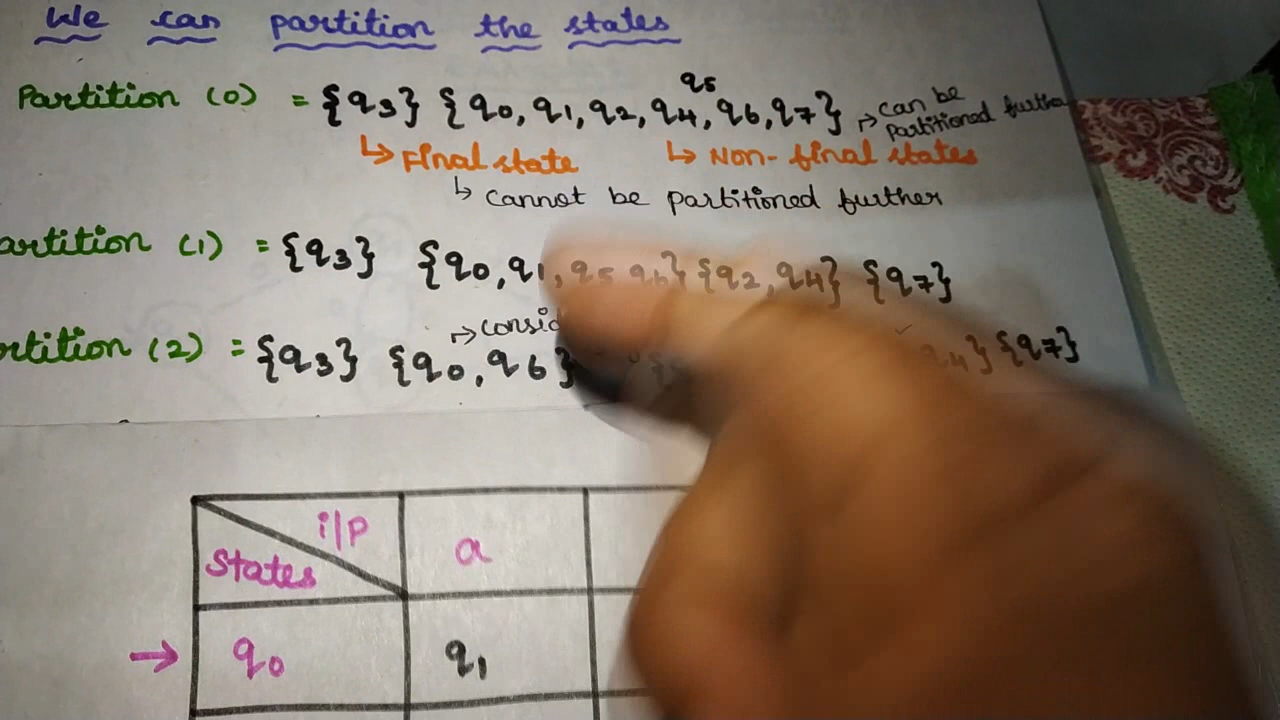 We can partition the states
q5
Partition (0) = {q3} {q0, q1, q2, q4, q6, q7} ↱ can be
partitioned
↳ Final state ↳ Non-final states
↳ cannot be partitioned further
artition (1) = {q3} {q0, q1, q5 q6} {q2, q4} {q7}
rtition (2) = {q3} {q0, q6} q4} {q7}
i/p
States
a
→ q0 q1